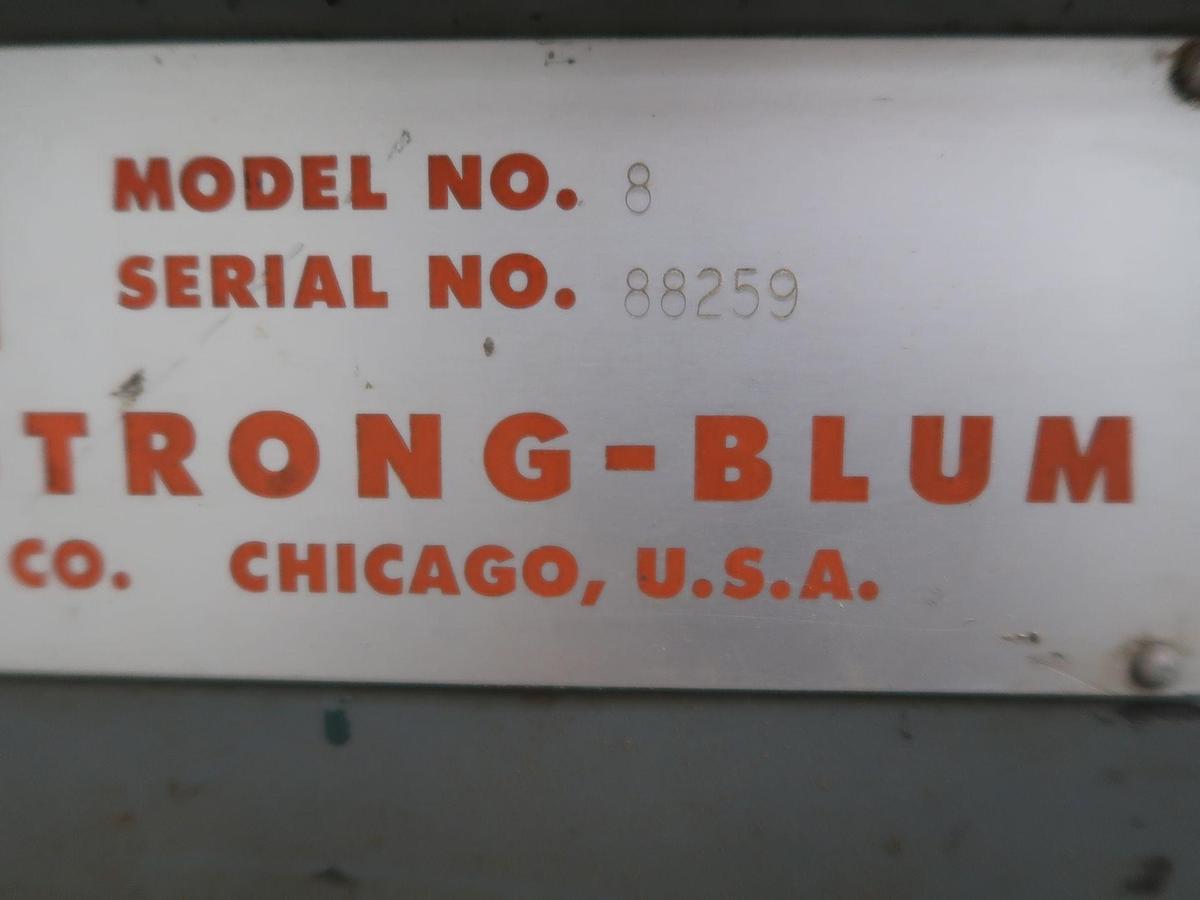 MODEL NO. 8
SERIAL NO. 88259
TRONG-BLUM
CO. CHICAGO, U.S.A.